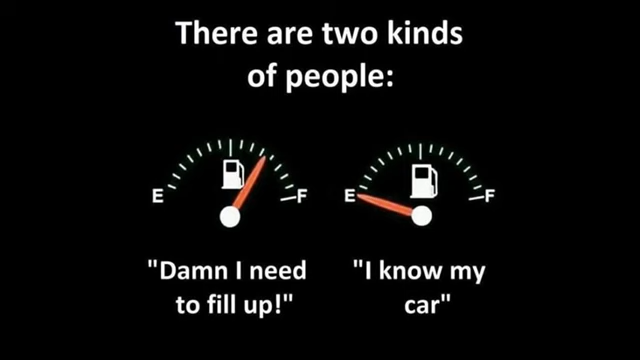 There are two kinds
of people:
E F E F
"Damn I need
to fill up!"
"I know my
car"